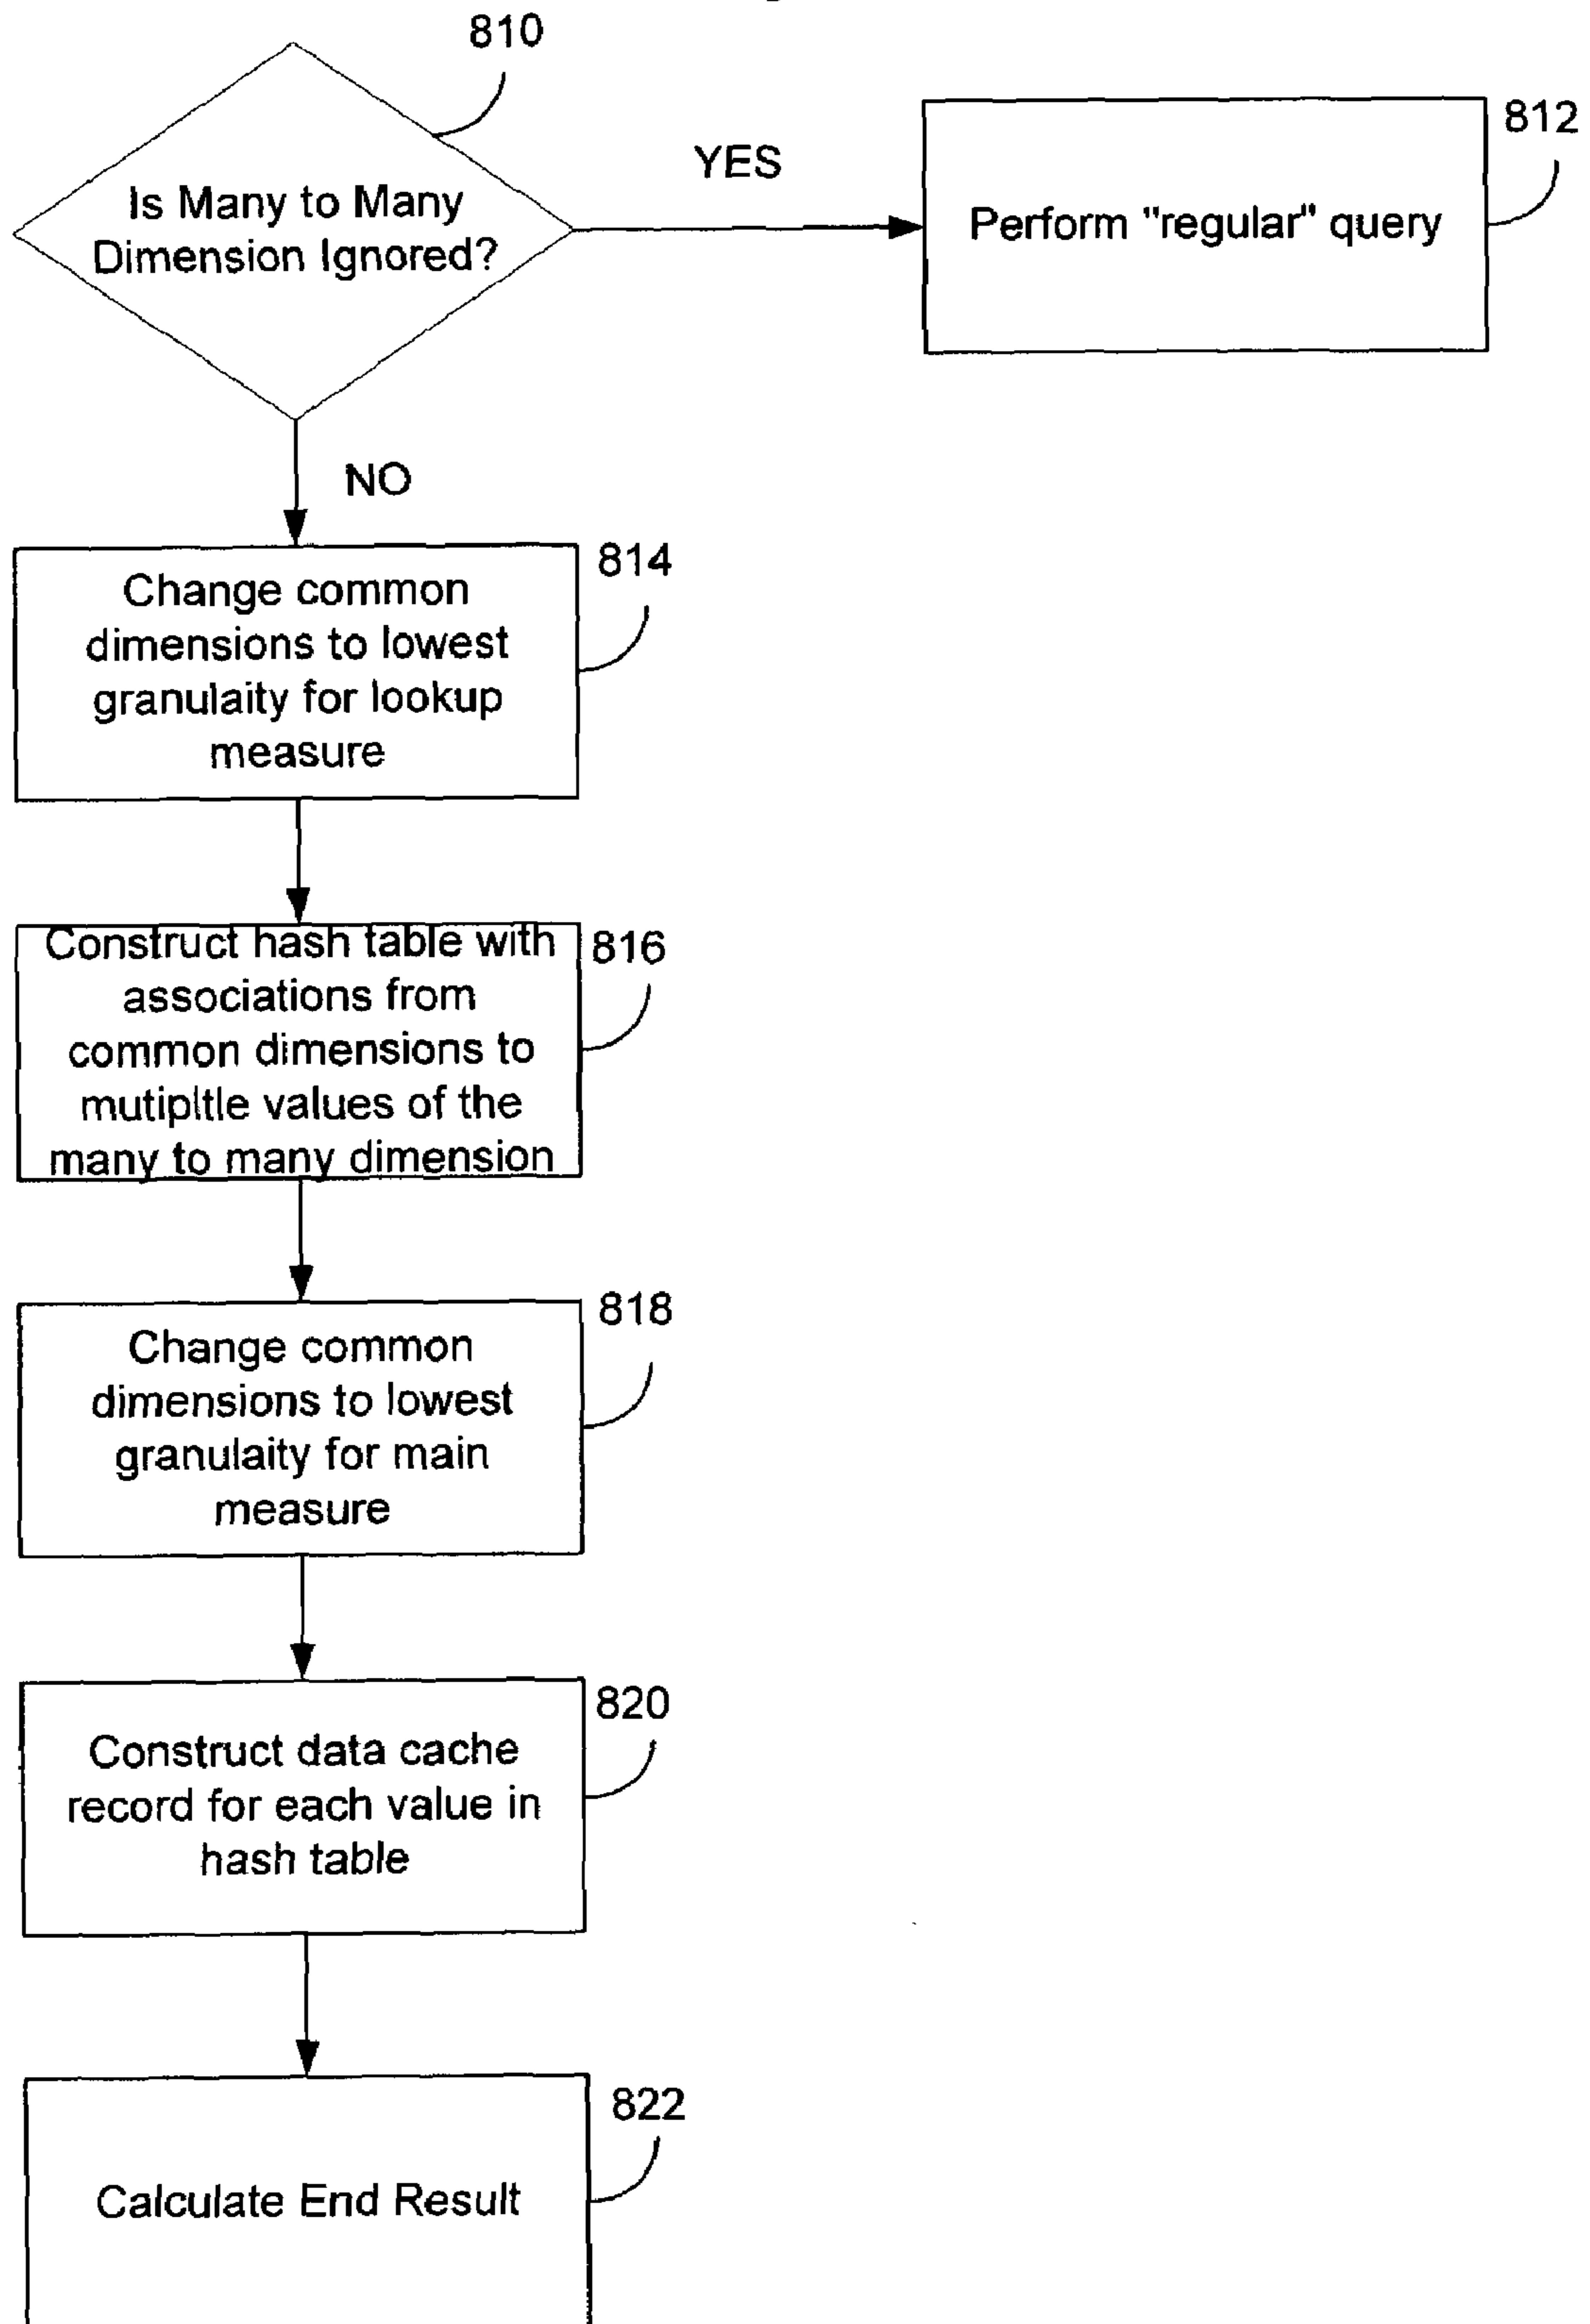 810
Is Many to Many
Dimension Ignored?
YES
812
Perform "regular" query
NO
814
Change common
dimensions to lowest
granulaity for lookup
measure
816
Construct hash table with
associations from
common dimensions to
mutipltle values of the
many to many dimension
818
Change common
dimensions to lowest
granulaity for main
measure
820
Construct data cache
record for each value in
hash table
822
Calculate End Result